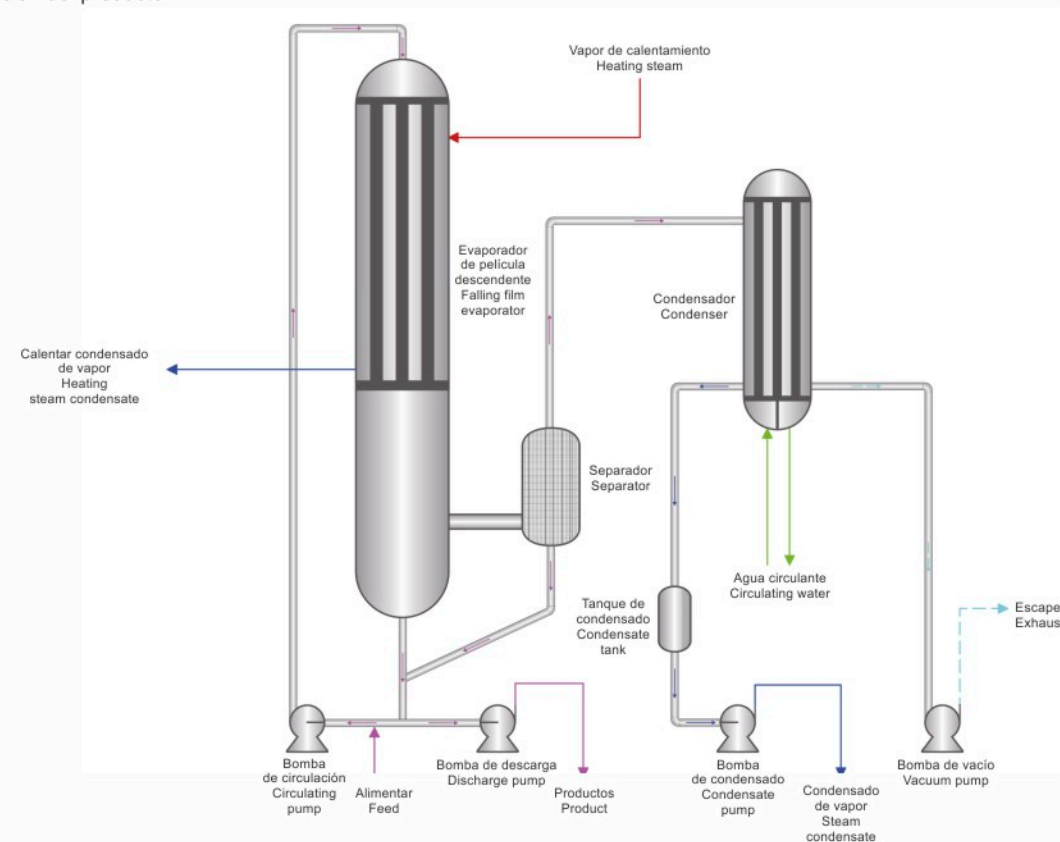 Vapor de calentamiento
Heating steam
Evaporador
de película
descendente
Falling film
evaporator
Condensador
Condenser
Calentar condensado
de vapor
Heating
steam condensate
Separador
Separator
Agua circulante
Circulating water
Tanque de
condensado
Condensate
tank
Escape
Exhaus
Bomba
de circulación
Circulating
pump
Alimentar
Feed
Bomba de descarga
Discharge pump
Productos
Product
Bomba
de condensado
Condensate
pump
Condensado
de vapor
Steam
condensate
Bomba de vacío
Vacuum pump